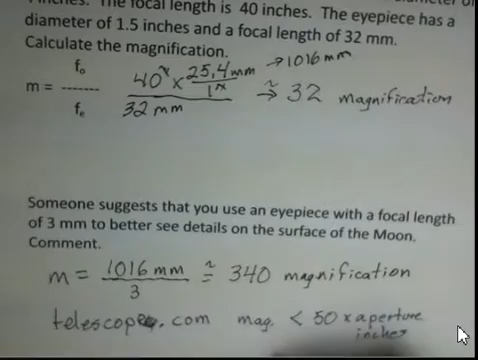 inches. The focal length is 40 inches. The eyepiece has a
diameter of 1.5 inches and a focal length of 32 mm.
Calculate the magnification.
→1016 mm
m = fₒ / fₑ 40" x 25,4 mm / 1" / 32 mm ≈> 32 magnification
Someone suggests that you use an eyepiece with a focal length
of 3 mm to better see details on the surface of the Moon.
Comment.
m = 1016 mm / 3 ≅ 340 magnification
telescope.com mag. < 50 x aperture
inches